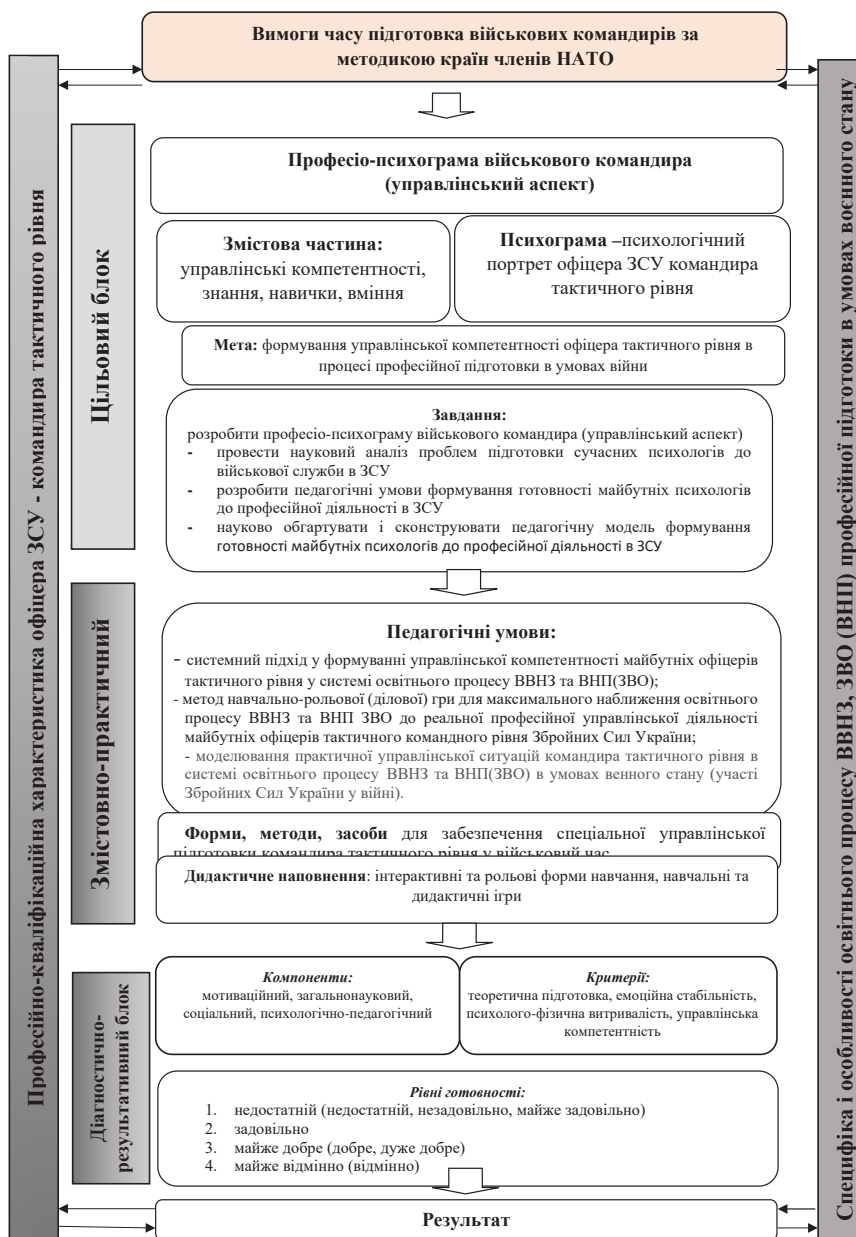 Вимоги часу підготовка військових командирів за
методикою країн членів НАТО
Професійно-кваліфікаційна характеристика офіцера ЗСУ - командира тактичного рівня
Специфіка і особливості освітнього процесу ВВНЗ, ЗВО (ВНП) професійної підготоки в умовах воєнного стану
Цільовий блок
Професіо-психограма військового командира
(управлінський аспект)
Змістова частина:
управлінські компетентності,
знання, навички, вміння
Психограма –психологічний
портрет офіцера ЗСУ командира
тактичного рівня
Мета: формування управлінської компетентності офіцера тактичного рівня в
процесі професійної підготовки в умовах війни
Завдання:
розробити професіо-психограму військового командира (управлінський аспект)
- провести науковий аналіз проблем підготовки сучасних психологів до
військової служби в ЗСУ
- розробити педагогічні умови формування готовності майбутніх психологів
до професійної діяльності в ЗСУ
- науково обгартувати і сконструювати педагогічну модель формування
готовності майбутніх психологів до професійної діяльності в ЗСУ
Змістовно-практичний
Педагогічні умови:
- системний підхід у формуванні управлінської компетентності майбутніх офіцерів
тактичного рівня у системі освітнього процесу ВВНЗ та ВНП(ЗВО);
- метод навчально-рольової (ділової) гри для максимального наближення освітнього
процесу ВВНЗ та ВНП ЗВО до реальної професійної управлінської діяльності
майбутніх офіцерів тактичного командного рівня Збройних Сил України;
- моделювання практичної управлінської ситуацій командира тактичного рівня в
системі освітнього процесу ВВНЗ та ВНП(ЗВО) в умовах венного стану (участі
Збройних Сил України у війні).
Форми, методи, засоби для забезпечення спеціальної управлінської
підготовки командира тактичного рівня у військовий час
Дидактичне наповнення: інтерактивні та рольові форми навчання, навчальні та
дидактичні ігри
Діагностично-
результативний блок
Компоненти:
мотиваційний, загальнонауковий,
соціальний, психологічно-педагогічний
Критерії:
теоретична підготовка, емоційна стабільність,
психолого-фізична витривалість, управлінська
компетентність
Рівні готовності:
1. недостатній (недостатній, незадовільно, майже задовільно)
2. задовільно
3. майже добре (добре, дуже добре)
4. майже відмінно (відмінно)
Результат